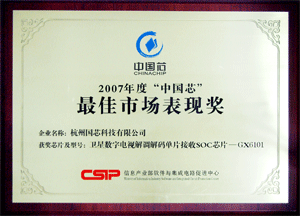 中国芯
CHINACHIP
2007年度“中国芯”
最佳市场表现奖
企业名称：杭州国芯科技有限公司
获奖芯片及型号：卫星数字电视解调解码单片接收SOC芯片—GX6101
CSIP 信息产业部软件与集成电路促进中心